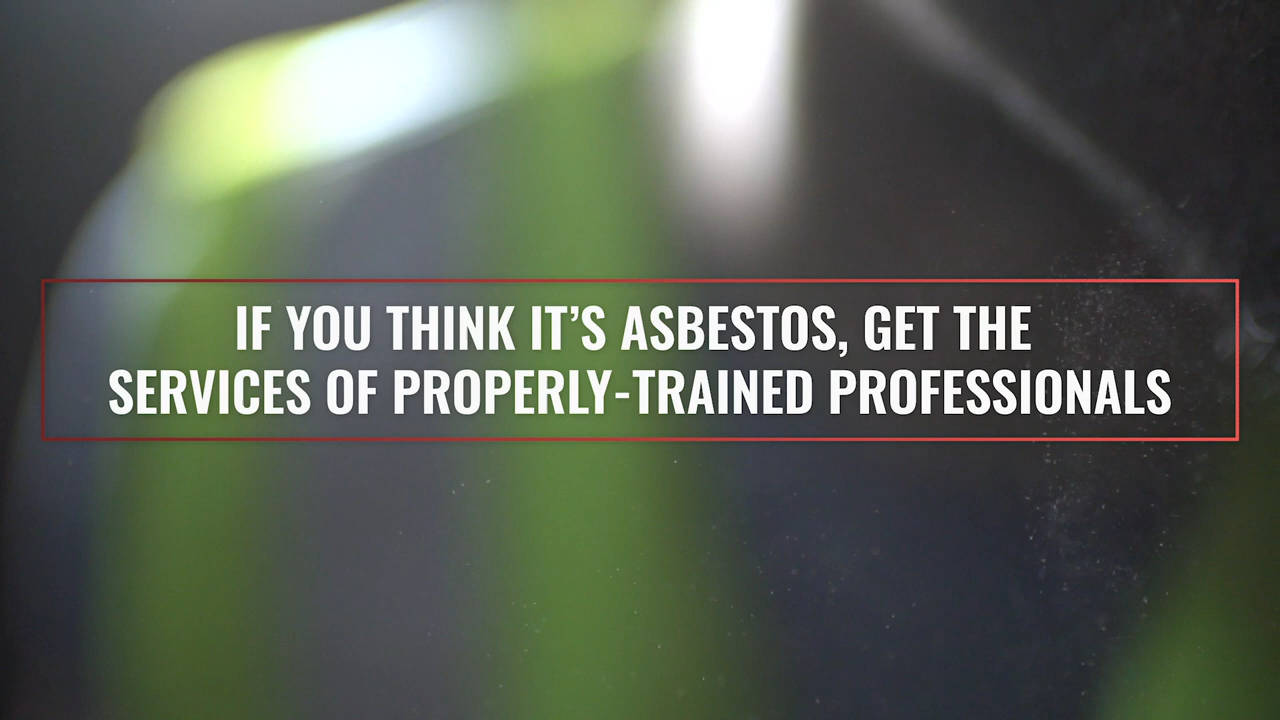 IF YOU THINK IT’S ASBESTOS, GET THE
SERVICES OF PROPERLY-TRAINED PROFESSIONALS